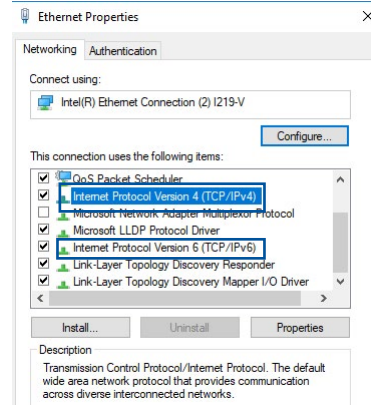 Ethernet Properties
Networking Authentication
Connect using:
Intel(R) Ethernet Connection (2) I219-V
Configure...
This connection uses the following items:
QoS Packet Scheduler
Internet Protocol Version 4 (TCP/IPv4)
Microsoft Network Adapter Multiplexor Protocol
Microsoft LLDP Protocol Driver
Internet Protocol Version 6 (TCP/IPv6)
Link-Layer Topology Discovery Responder
Link-Layer Topology Discovery Mapper I/O Driver
Install... Uninstall Properties
Description
Transmission Control Protocol/Internet Protocol. The default
wide area network protocol that provides communication
across diverse interconnected networks.